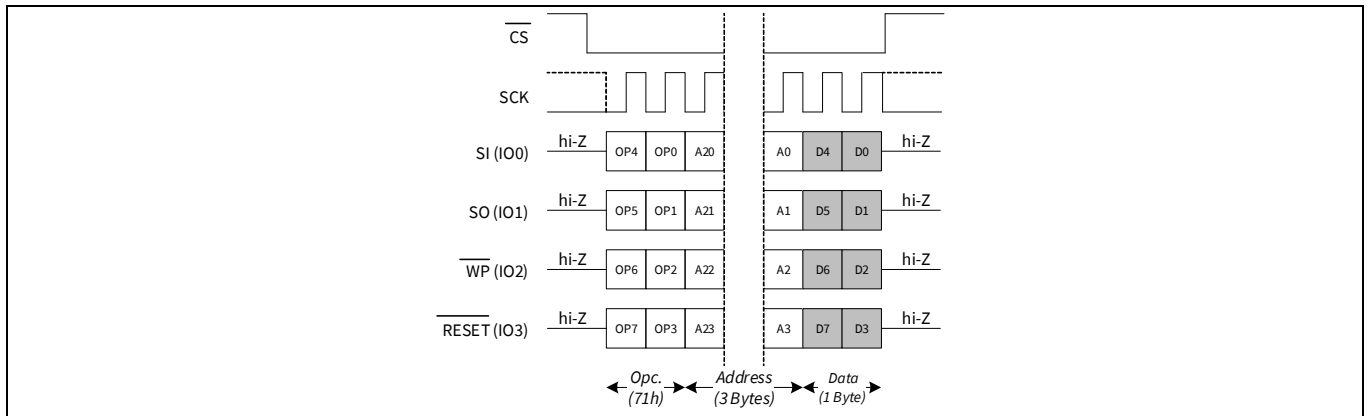 CS
SCK
SI (IO0) hi-Z OP4 OP0 A20 A0 D4 D0 hi-Z
SO (IO1) hi-Z OP5 OP1 A21 A1 D5 D1 hi-Z
WP (IO2) hi-Z OP6 OP2 A22 A2 D6 D2 hi-Z
RESET (IO3) hi-Z OP7 OP3 A23 A3 D7 D3 hi-Z
Opc. Address Data
(71h) (3 Bytes) (1 Byte)